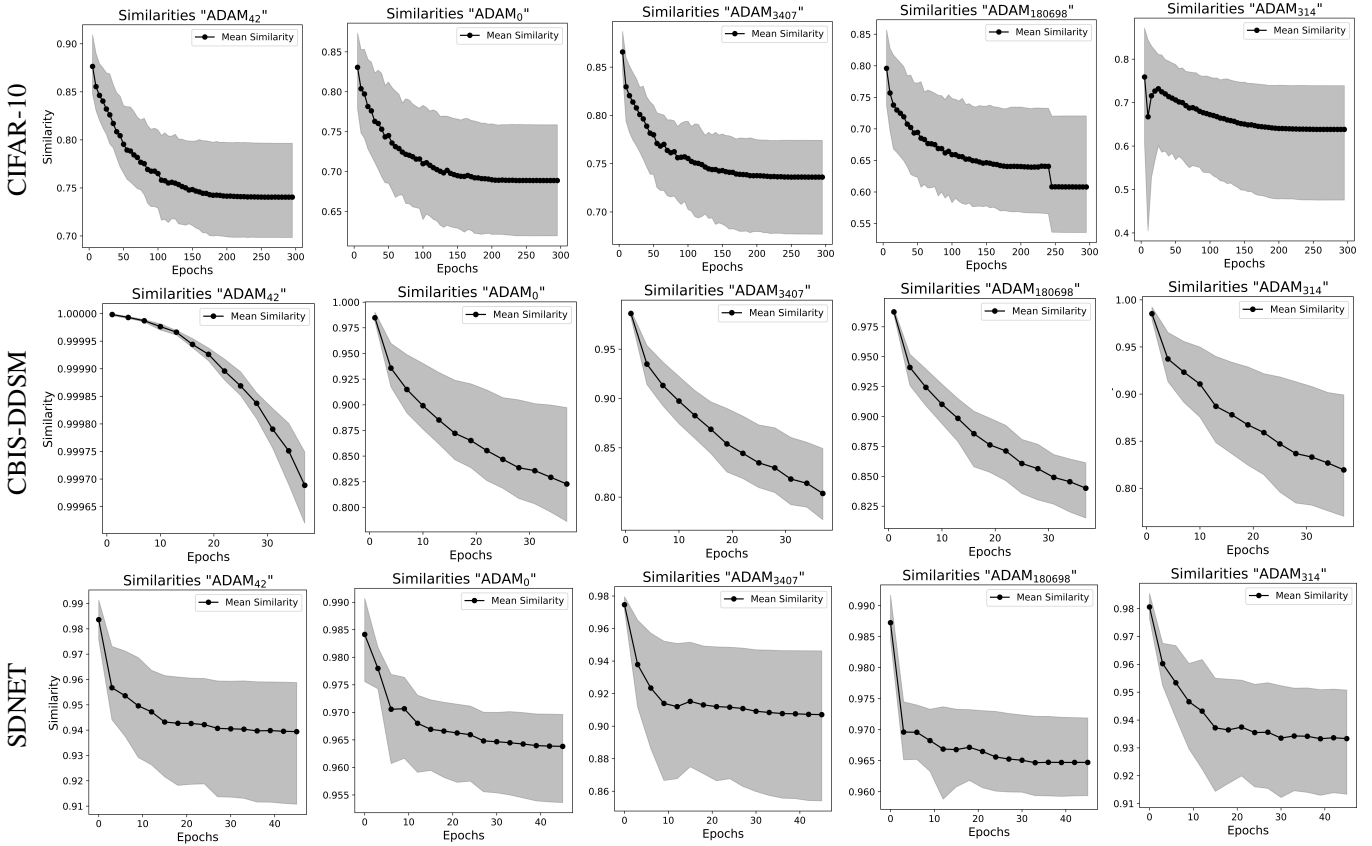 CIFAR-10
Similarities "ADAM42"
Mean Similarity
Similarity
0.90
0.85
0.80
0.75
0.70
0 50 100 150 200 250 300
Epochs
Similarities "ADAM0"
Mean Similarity
0.85
0.80
0.75
0.70
0.65
0 50 100 150 200 250 300
Epochs
Similarities "ADAM3407"
Mean Similarity
0.85
0.80
0.75
0.70
0 50 100 150 200 250 300
Epochs
Similarities "ADAM180698"
Mean Similarity
0.85
0.80
0.75
0.70
0.65
0.60
0.55
0 50 100 150 200 250 300
Epochs
Similarities "ADAM314"
Mean Similarity
0.8
0.7
0.6
0.5
0.4
0 50 100 150 200 250 300
Epochs
CBIS-DDSM
Similarities "ADAM42"
Mean Similarity
Similarity
1.00000
0.99995
0.99990
0.99985
0.99980
0.99975
0.99970
0.99965
0 10 20 30
Epochs
Similarities "ADAM0"
Mean Similarity
1.000
0.975
0.950
0.925
0.900
0.875
0.850
0.825
0.800
0 10 20 30
Epochs
Similarities "ADAM3407"
Mean Similarity
0.95
0.90
0.85
0.80
0 10 20 30
Epochs
Similarities "ADAM180698"
Mean Similarity
0.975
0.950
0.925
0.900
0.875
0.850
0.825
0 10 20 30
Epochs
Similarities "ADAM314"
Mean Similarity
1.00
0.95
0.90
0.85
0.80
0 10 20 30
Epochs
SDNET
Similarities "ADAM42"
Mean Similarity
Similarity
0.99
0.98
0.97
0.96
0.95
0.94
0.93
0.92
0.91
0 10 20 30 40
Epochs
Similarities "ADAM0"
Mean Similarity
0.990
0.985
0.980
0.975
0.970
0.965
0.960
0.955
0 10 20 30 40
Epochs
Similarities "ADAM3407"
Mean Similarity
0.98
0.96
0.94
0.92
0.90
0.88
0.86
0 10 20 30 40
Epochs
Similarities "ADAM180698"
Mean Similarity
0.990
0.985
0.980
0.975
0.970
0.965
0.960
0 10 20 30 40
Epochs
Similarities "ADAM314"
Mean Similarity
0.98
0.97
0.96
0.95
0.94
0.93
0.92
0.91
0 10 20 30 40
Epochs